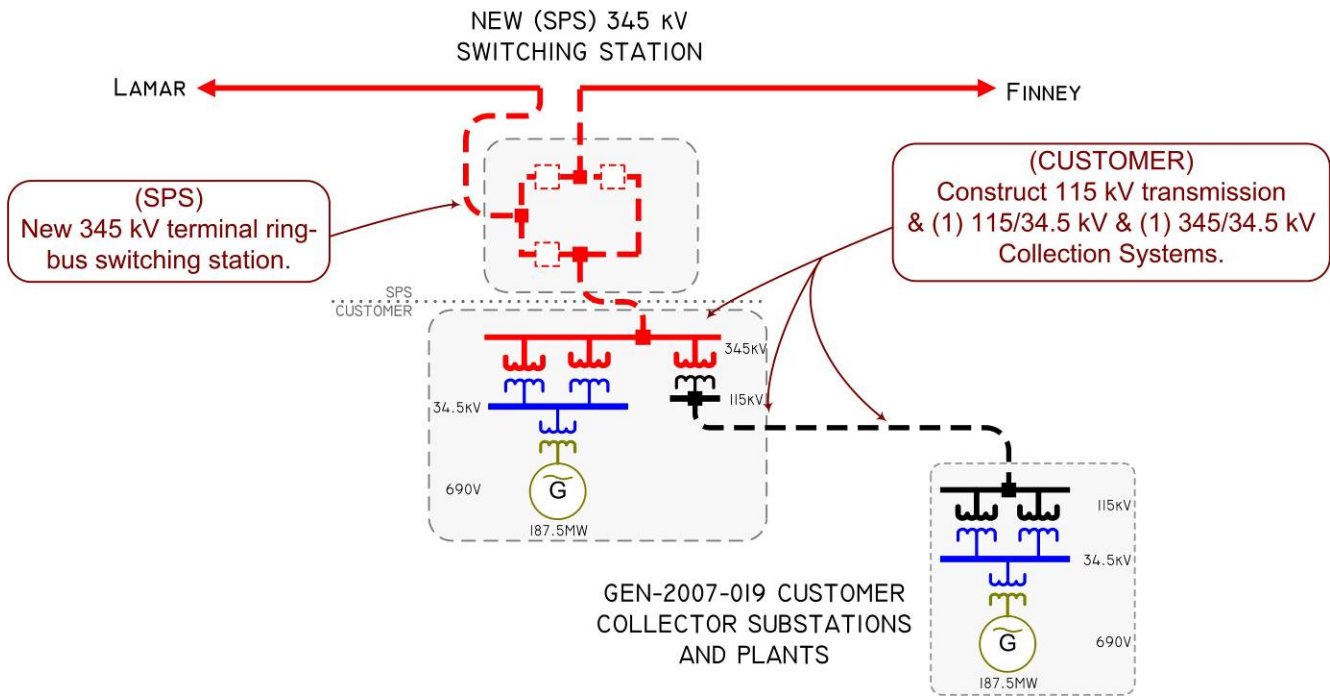 NEW (SPS) 345 KV
SWITCHING STATION
LAMAR
FINNEY
(SPS)
New 345 kV terminal ring-
bus switching station.
(CUSTOMER)
Construct 115 kV transmission
& (1) 115/34.5 kV & (1) 345/34.5 kV
Collection Systems.
SPS
CUSTOMER
345KV
34.5KV
115KV
690V
G
187.5MW
115KV
34.5KV
GEN-2007-019 CUSTOMER
COLLECTOR SUBSTATIONS
AND PLANTS
690V
G
187.5MW